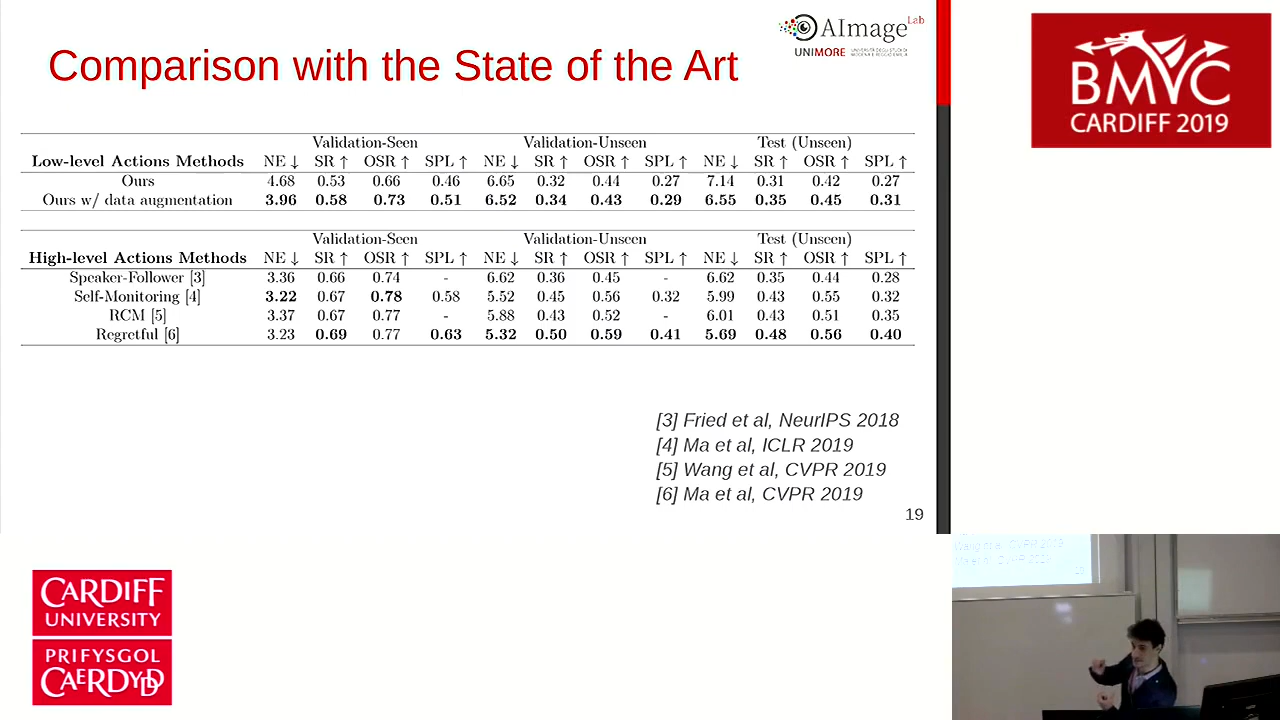 AImage Lab
UNIMORE
Comparison with the State of the Art
BMVC
CARDIFF 2019
Validation-Seen Validation-Unseen Test (Unseen)
Low-level Actions Methods NE ↓ SR ↑ OSR ↑ SPL ↑ NE ↓ SR ↑ OSR ↑ SPL ↑ NE ↓ SR ↑ OSR ↑ SPL ↑
Ours 4.68 0.53 0.66 0.46 6.65 0.32 0.44 0.27 7.14 0.31 0.42 0.27
Ours w/ data augmentation 3.96 0.58 0.73 0.51 6.52 0.34 0.43 0.29 6.55 0.35 0.45 0.31
Validation-Seen Validation-Unseen Test (Unseen)
High-level Actions Methods NE ↓ SR ↑ OSR ↑ SPL ↑ NE ↓ SR ↑ OSR ↑ SPL ↑ NE ↓ SR ↑ OSR ↑ SPL ↑
Speaker-Follower [3] 3.36 0.66 0.74 - 6.62 0.36 0.45 - 6.62 0.35 0.44 0.28
Self-Monitoring [4] 3.22 0.67 0.78 0.58 5.52 0.45 0.56 0.32 5.99 0.43 0.55 0.32
RCM [5] 3.37 0.67 0.77 - 5.88 0.43 0.52 - 6.01 0.43 0.51 0.35
Regretful [6] 3.23 0.69 0.77 0.63 5.32 0.50 0.59 0.41 5.69 0.48 0.56 0.40
[3] Fried et al, NeurIPS 2018
[4] Ma et al, ICLR 2019
[5] Wang et al, CVPR 2019
[6] Ma et al, CVPR 2019
19
CARDIFF
UNIVERSITY
PRIFYSGOL
CAERDYDD